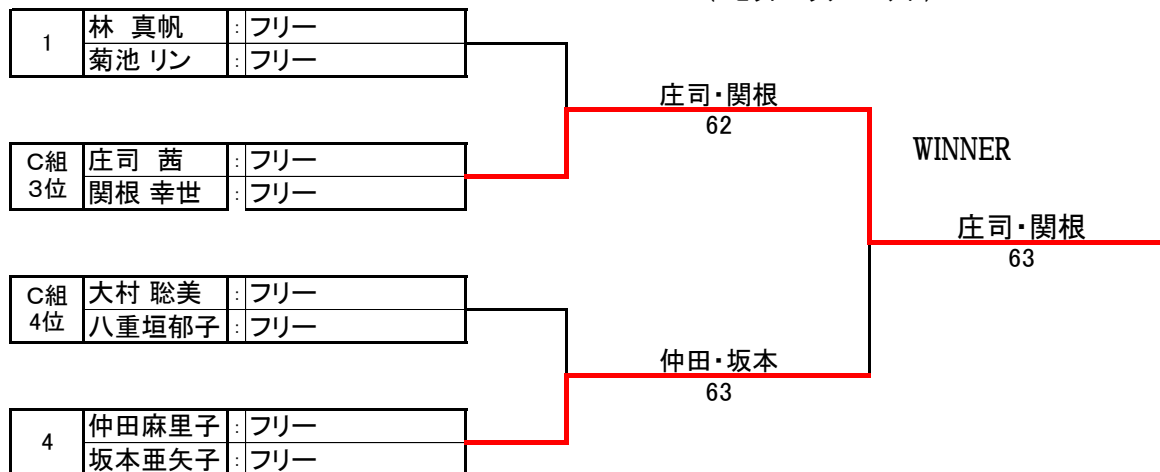 1
林 真帆 : フリー
菊池 リン : フリー
庄司・関根
62
WINNER
C組
3位
庄司 茜 : フリー
関根 幸世 : フリー
庄司・関根
63
C組
4位
大村 聡美 : フリー
八重垣郁子 : フリー
仲田・坂本
63
4
仲田麻里子 : フリー
坂本亜矢子 : フリー